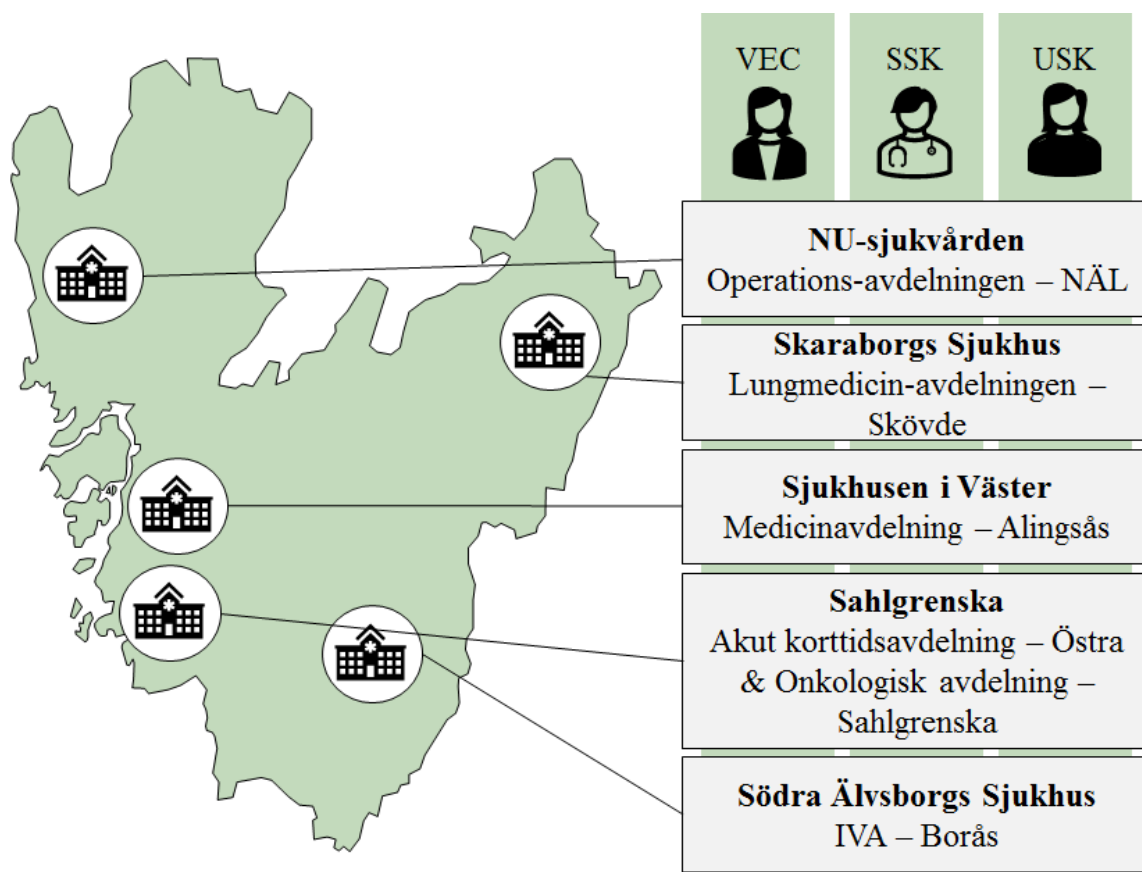 VEC SSK USK
NU-sjukvården
Operations-avdelningen – NÄL
Skaraborgs Sjukhus
Lungmedicin-avdelningen –
Skövde
Sjukhusen i Väster
Medicinavdelning – Alingsås
Sahlgrenska
Akut korttidsavdelning – Östra
& Onkologisk avdelning –
Sahlgrenska
Södra Älvsborgs Sjukhus
IVA – Borås